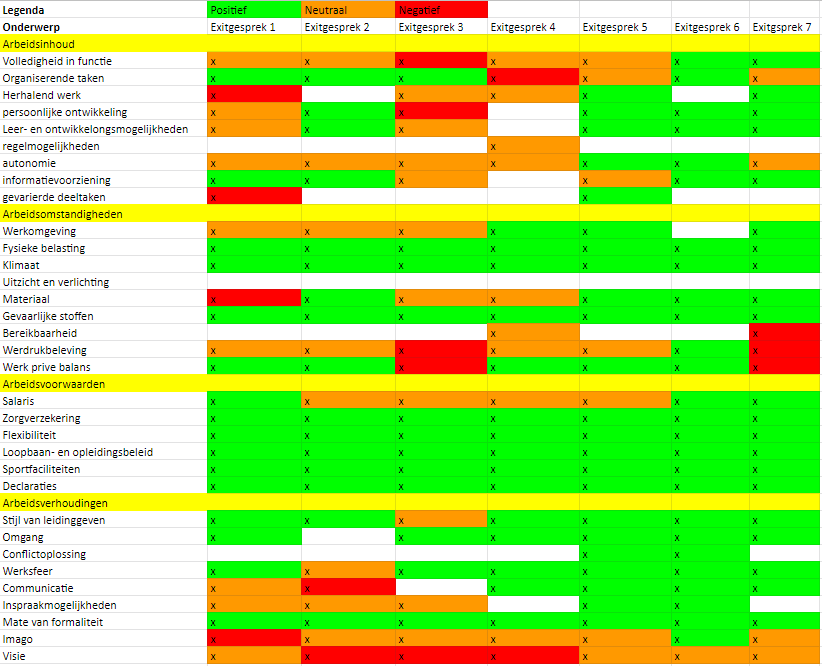 Legenda Positief Neutraal Negatief
Onderwerp Exitgesprek 1 Exitgesprek 2 Exitgesprek 3 Exitgesprek 4 Exitgesprek 5 Exitgesprek 6 Exitgesprek 7
Arbeidsinhoud
Volledigheid in functie x x x x x x x
Organiserende taken x x x x x x x
Herhalend werk x x x x x
persoonlijke ontwikkeling x x x x x x
Leer- en ontwikkelongsmogelijkheden x x x x x x
regelmogelijkheden x
autonomie x x x x x x x
informatievoorziening x x x x x x
gevarierde deeltaken x x
Arbeidsomstandigheden
Werkomgeving x x x x x x
Fysieke belasting x x x x x x x
Klimaat x x x x x x x
Uitzicht en verlichting
Materiaal x x x x x x x
Gevaarlijke stoffen x x x x x x x
Bereikbaarheid x x
Werdrukbeleving x x x x x x x
Werk prive balans x x x x x x x
Arbeidsvoorwaarden
Salaris x x x x x x x
Zorgverzekering x x x x x x x
Flexibiliteit x x x x x x x
Loopbaan- en opleidingsbeleid x x x x x x x
Sportfaciliteiten x x x x x x x
Declaraties x x x x x x x
Arbeidsverhoudingen
Stijl van leidinggeven x x x x x x x
Omgang x x x x x x
Conflictoplossing x x
Werksfeer x x x x x x x
Communicatie x x x x x x
Inspraakmogelijkheden x x x x x
Mate van formaliteit x x x x x x x
Imago x x x x x x x
Visie x x x x x x x